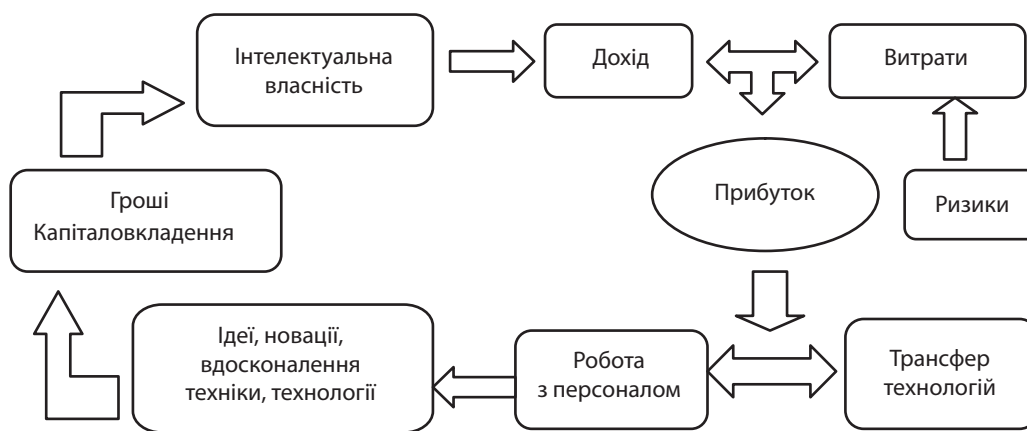 Інтелектуальна
власність
Дохід
Витрати
Гроші
Капіталовкладення
Прибуток
Ризики
Ідеї, новації,
вдосконалення
техніки, технології
Робота
з персоналом
Трансфер
технологій